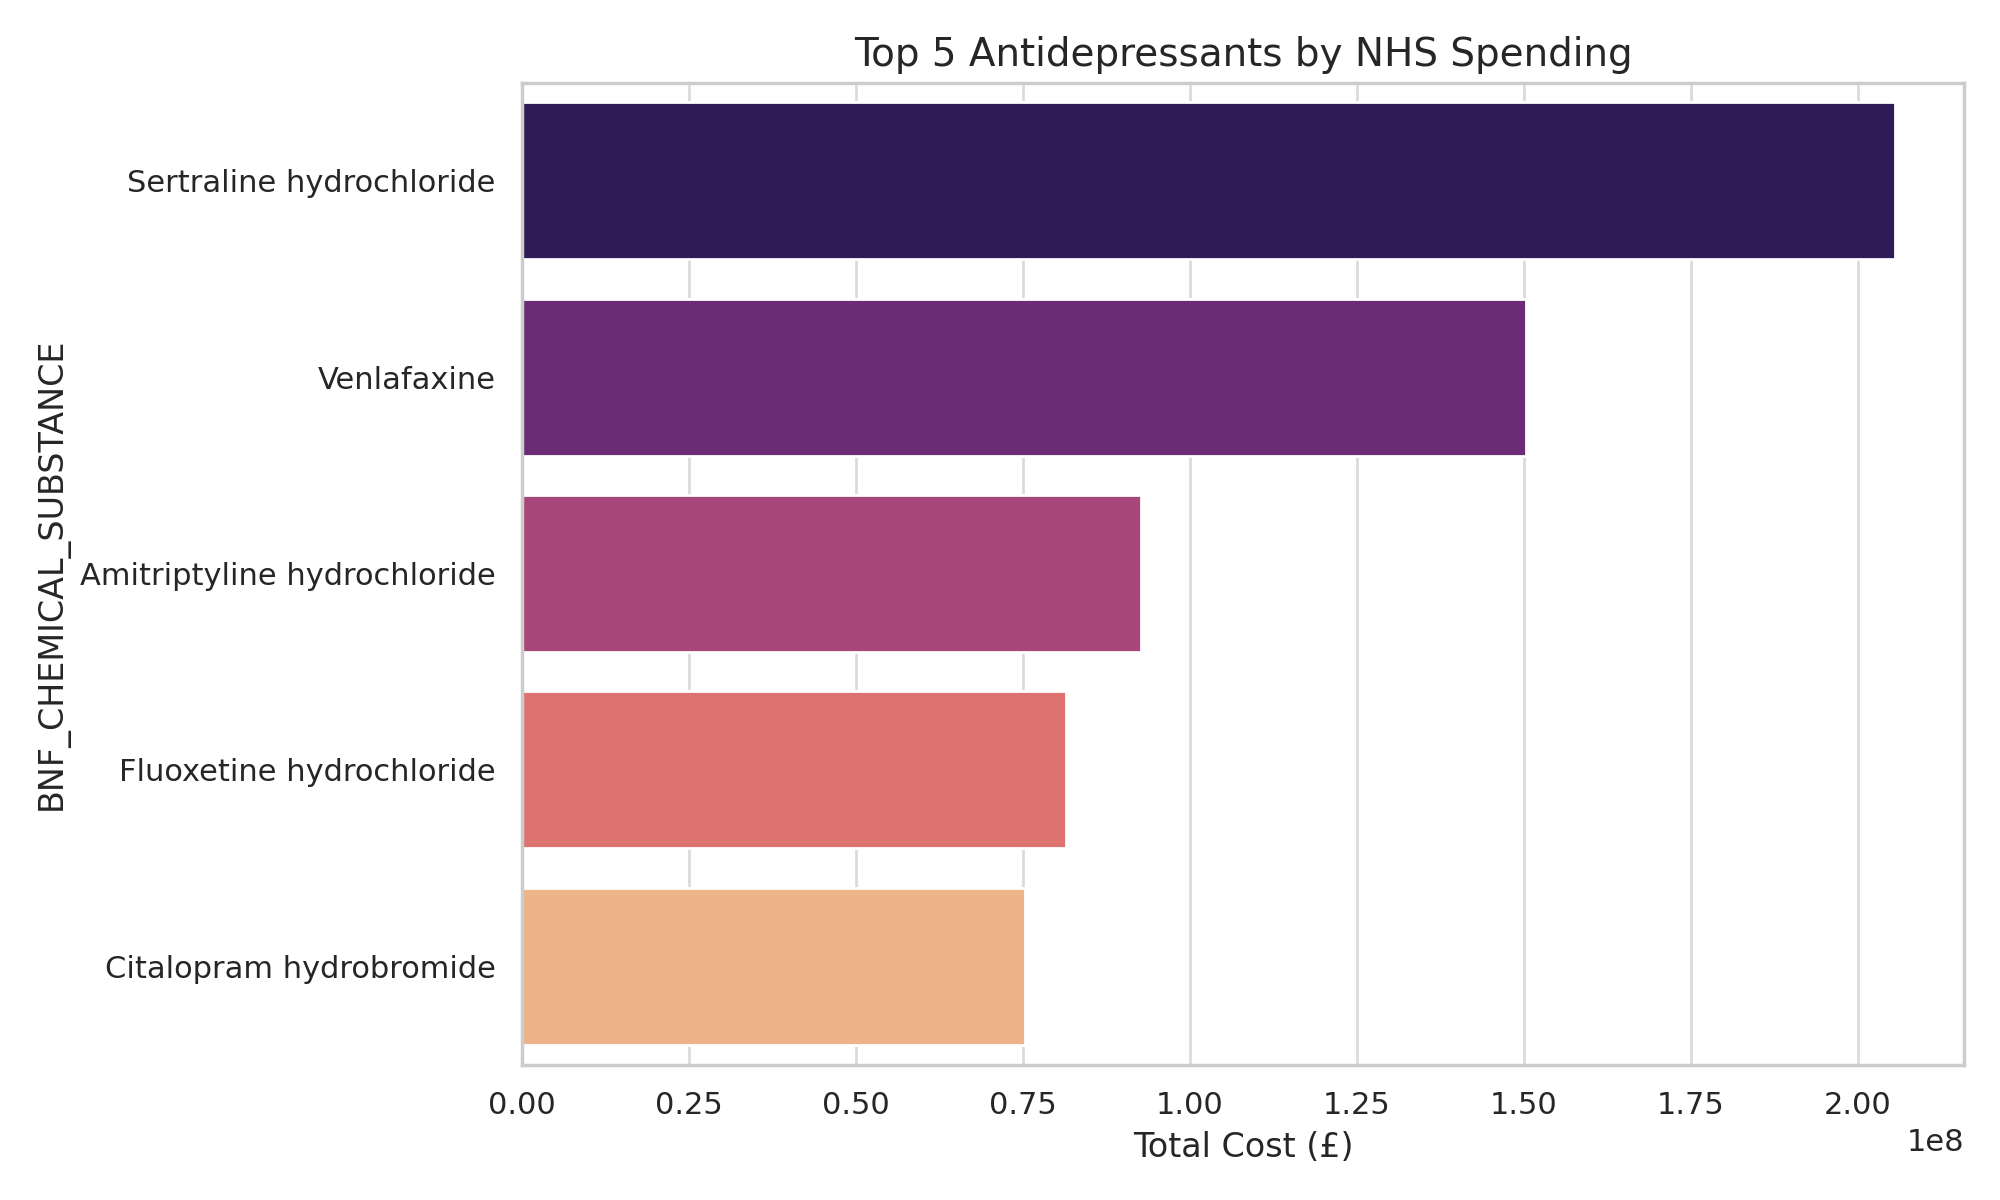 Top 5 Antidepressants by NHS Spending
BNF_CHEMICAL_SUBSTANCE
Sertraline hydrochloride
Venlafaxine
Amitriptyline hydrochloride
Fluoxetine hydrochloride
Citalopram hydrobromide
0.00 0.25 0.50 0.75 1.00 1.25 1.50 1.75 2.00
1e8
Total Cost (£)